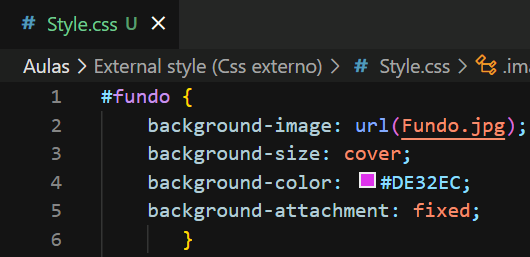 # Style.css U ×
Aulas > External style (Css externo) > # Style.css > .im
1 #fundo {
2 background-image: url(Fundo.jpg);
3 background-size: cover;
4 background-color: #DE32EC;
5 background-attachment: fixed;
6 }